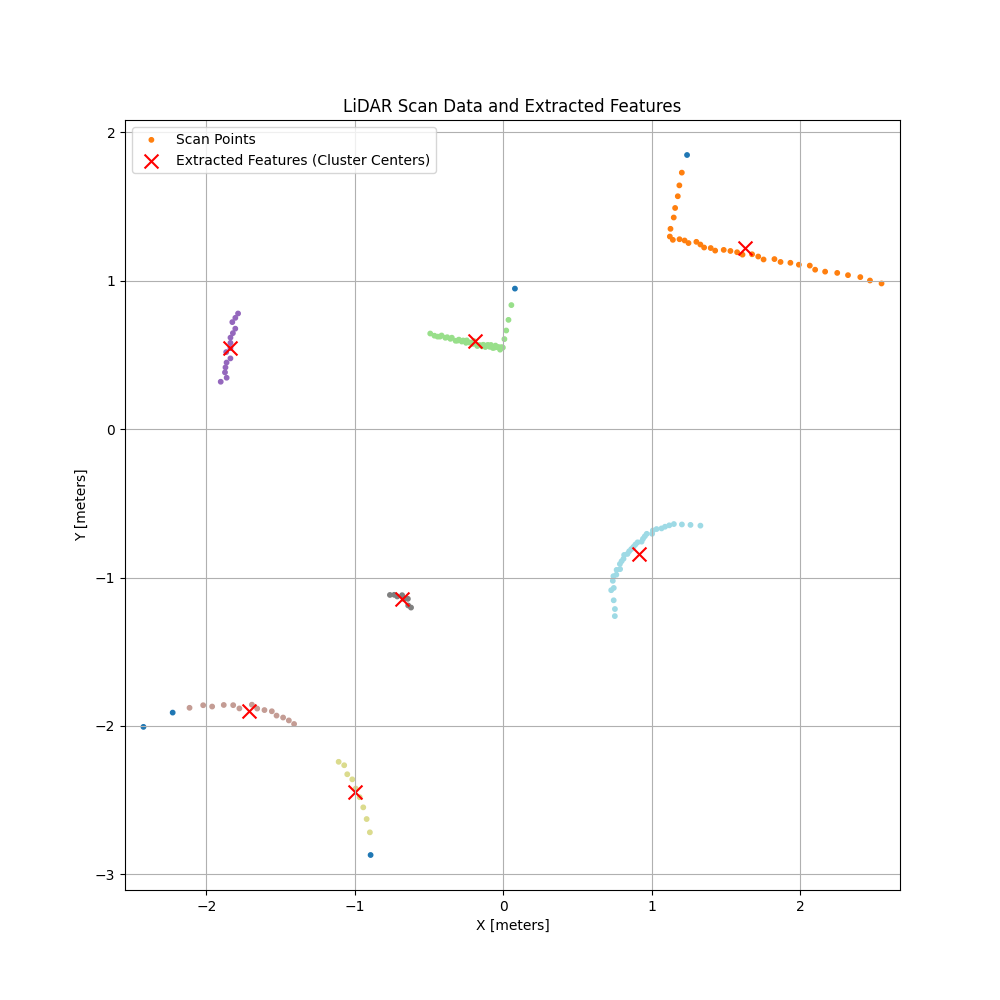 LiDAR Scan Data and Extracted Features
Scan Points
Extracted Features (Cluster Centers)
2
1
0
−1
−2
−3
Y [meters]
−2
−1
0
1
2
X [meters]